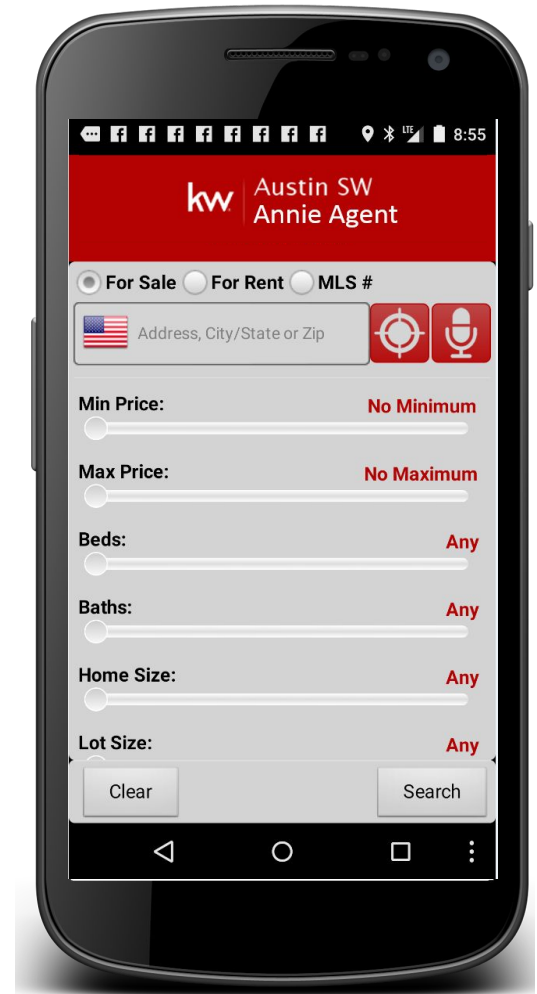 LTE 8:55
kw Austin SW
Annie Agent
For Sale For Rent MLS #
Address, City/State or Zip
Min Price: No Minimum
Max Price: No Maximum
Beds: Any
Baths: Any
Home Size: Any
Lot Size: Any
Clear Search